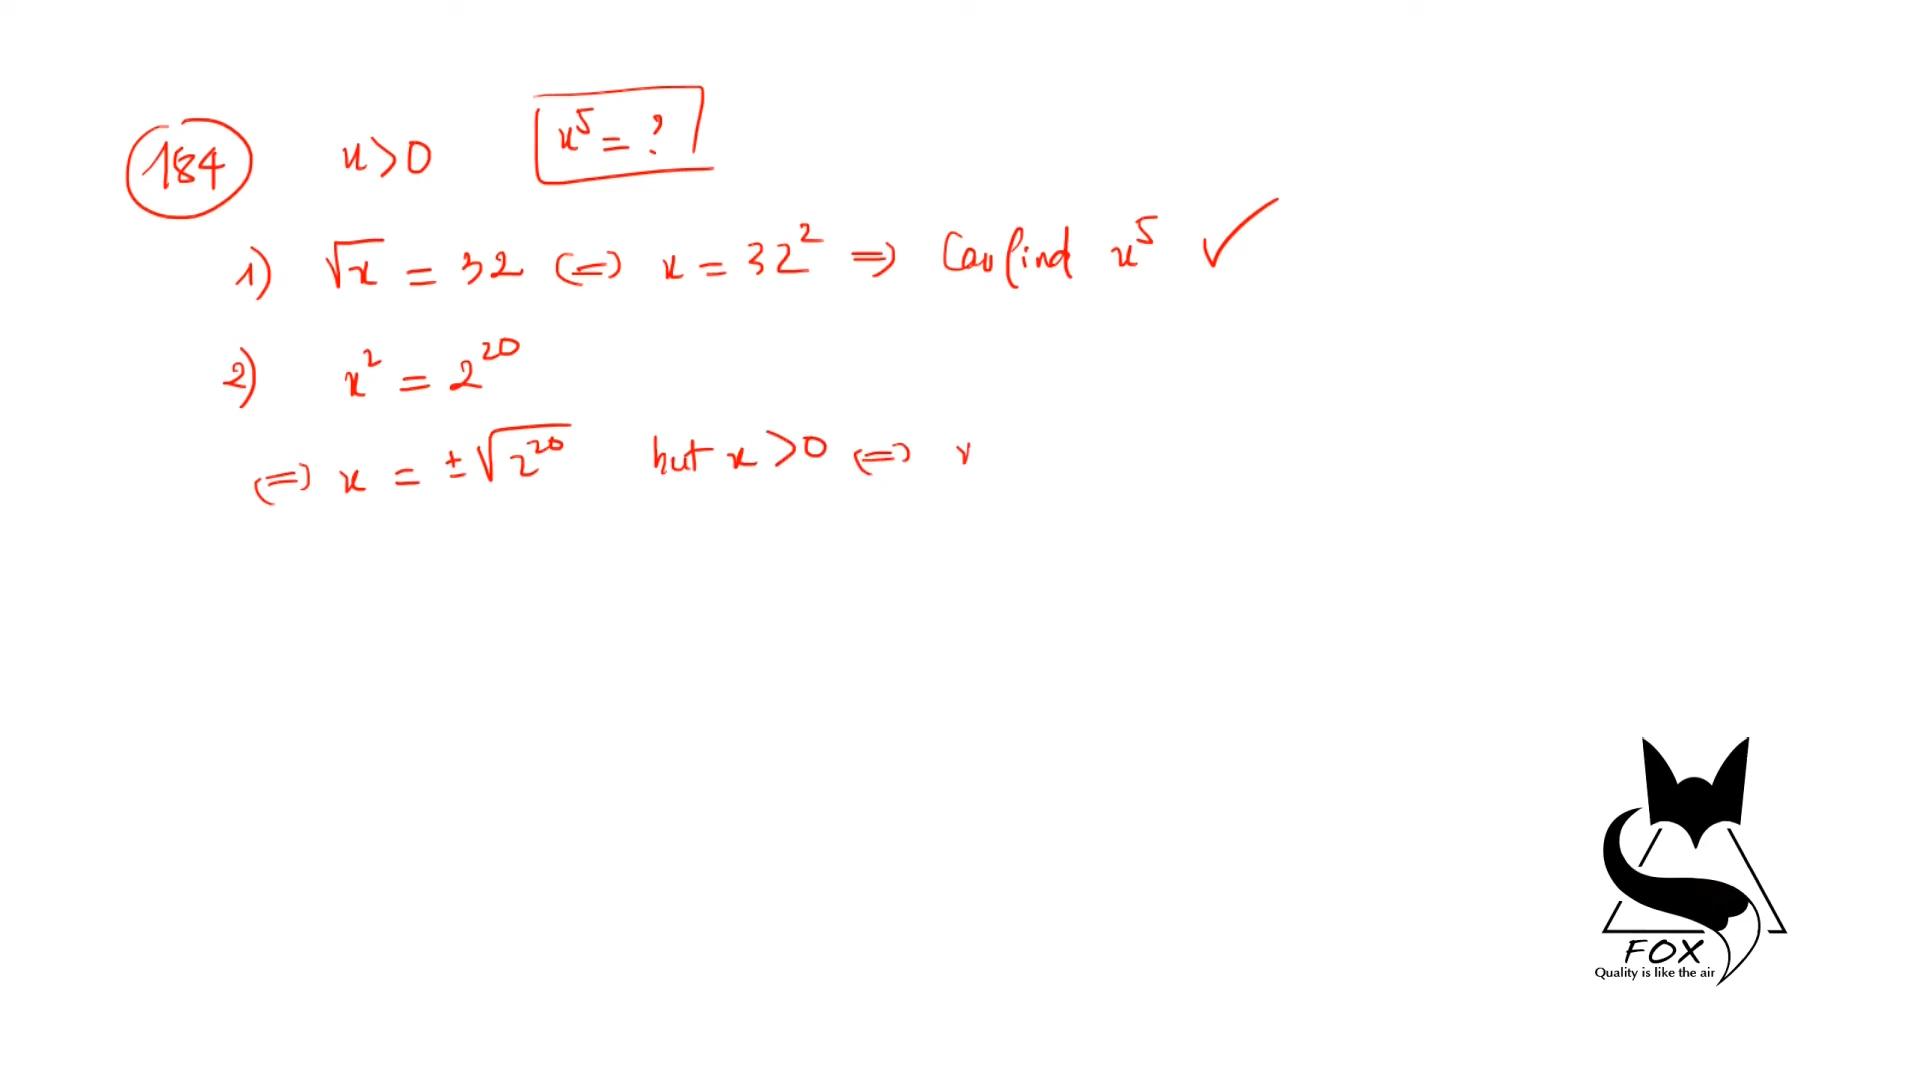 184 x>0 x⁵ = ?
1) √x = 32 ⇔ x = 32² ⇒ Can find x⁵ ✓
2) x² = 2²⁰
⇔ x = ±√2²⁰ but x > 0 ⇔ x
FOX
Quality is like the air